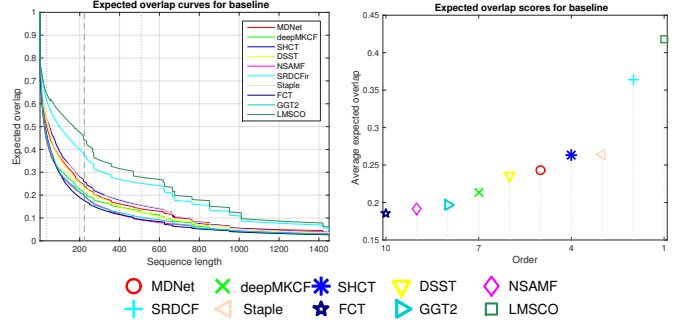 Expected overlap curves for baseline
Expected overlap
1
0.9
0.8
0.7
0.6
0.5
0.4
0.3
0.2
0.1
0
0 200 400 600 800 1000 1200 1400
Sequence length
MDNet
deepMKCF
SHCT
DSST
NSAMF
SRDCFir
Staple
FCT
GGT2
LMSCO
Expected overlap scores for baseline
Average expected overlap
0.45
0.4
0.35
0.3
0.25
0.2
0.15
10 7 4 1
Order
MDNet deepMKCF SHCT DSST NSAMF
SRDCF Staple FCT GGT2 LMSCO